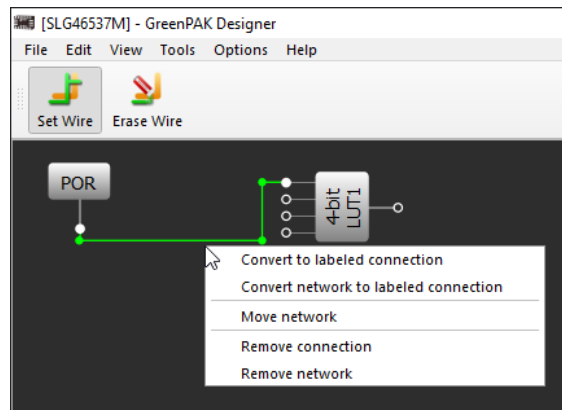 [SLG46537M] - GreenPAK Designer
File Edit View Tools Options Help
Set Wire Erase Wire
POR
4-bit
LUT1
Convert to labeled connection
Convert network to labeled connection
Move network
Remove connection
Remove network